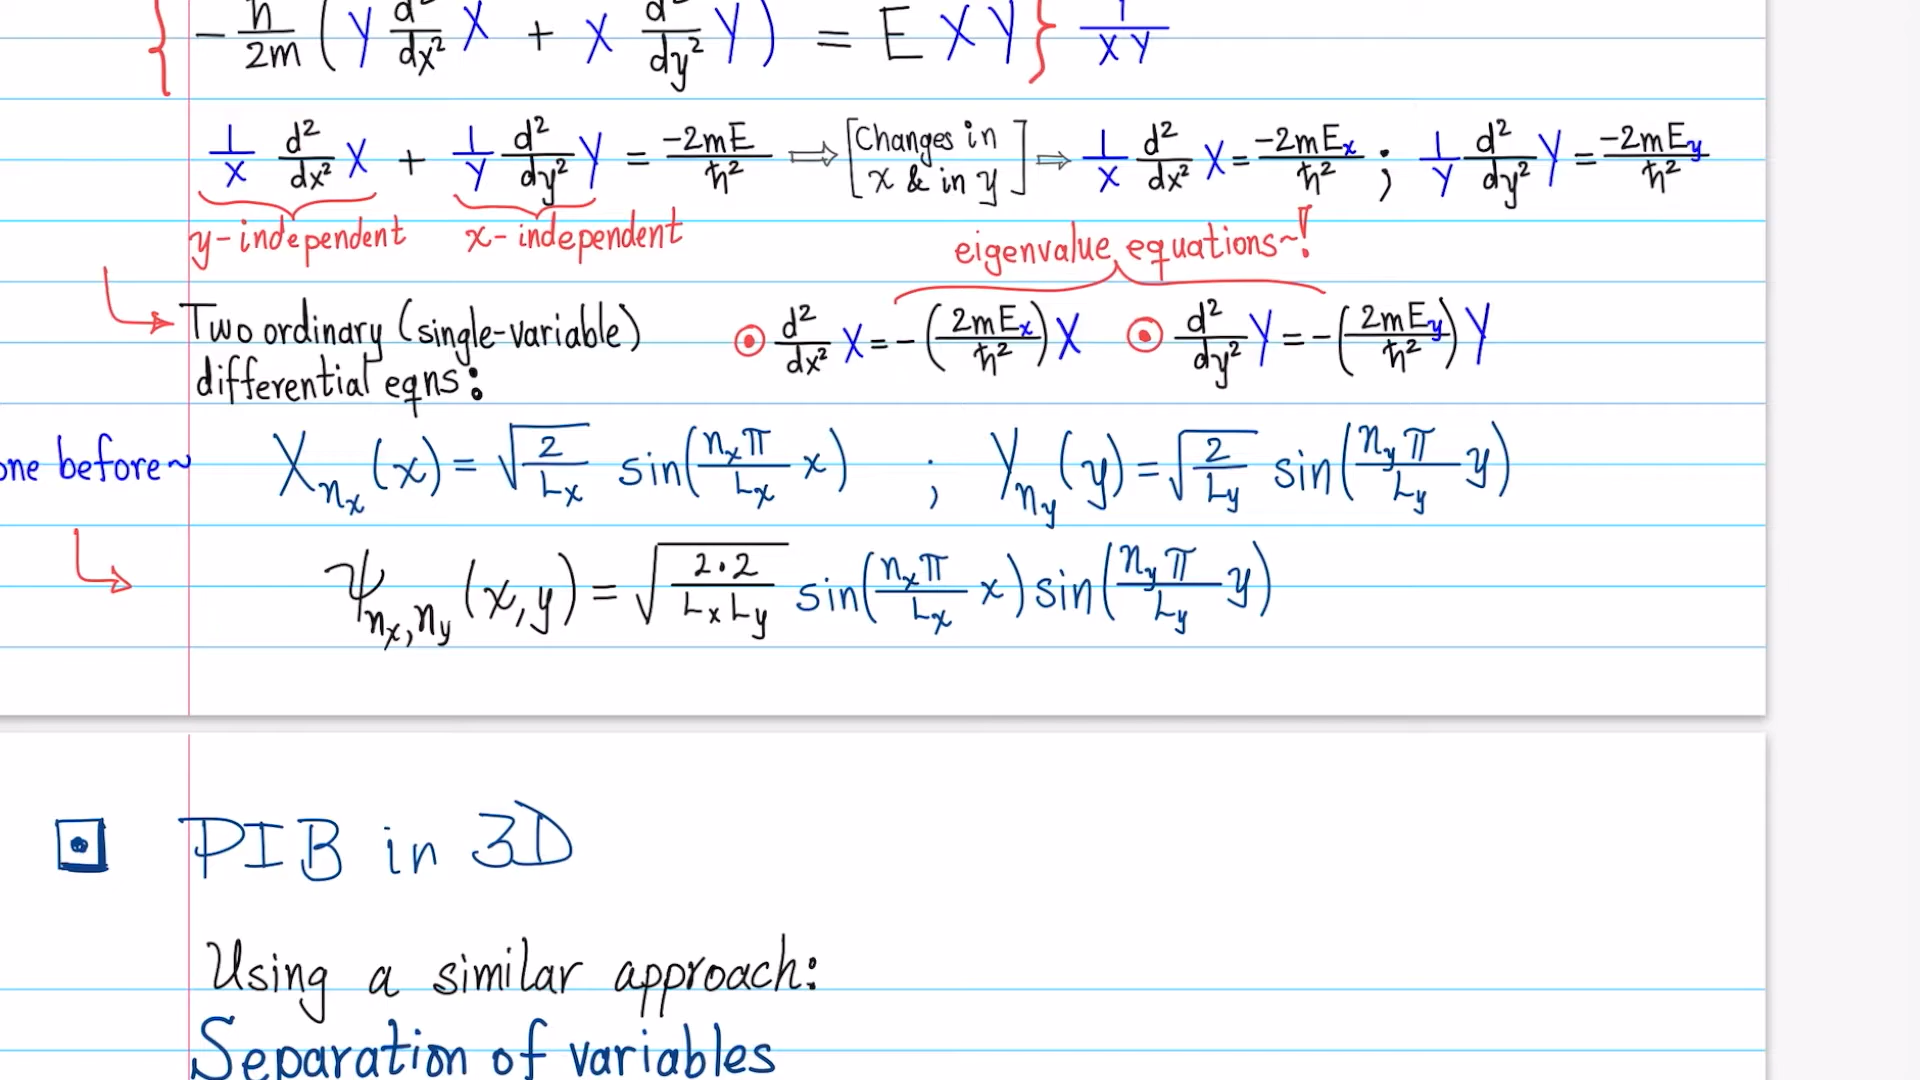 { -ħ/2m ( Y d²/dx² X + X d²/dy² Y ) = E X Y } 1/XY
1/X d²/dx² X + 1/Y d²/dy² Y = -2mE/ħ² ⟹ [Changes in x & in y] ⇒ 1/X d²/dx² X = -2mEx/ħ² ; 1/Y d²/dy² Y = -2mEy/ħ²
y-independent x-independent eigenvalue equations~!
Two ordinary (single-variable) differential eqns: ⊙ d²/dx² X = -(2mEx/ħ²) X ⊙ d²/dy² Y = -(2mEy/ħ²) Y
before~ X_nx (x) = √(2/Lx) sin(nxπ/Lx x) ; Y_ny (y) = √(2/Ly) sin(nyπ/Ly y)
ψ_nx,ny (x,y) = √(2·2/LxLy) sin(nxπ/Lx x) sin(nyπ/Ly y)
PIB in 3D
Using a similar approach:
Separation of variables